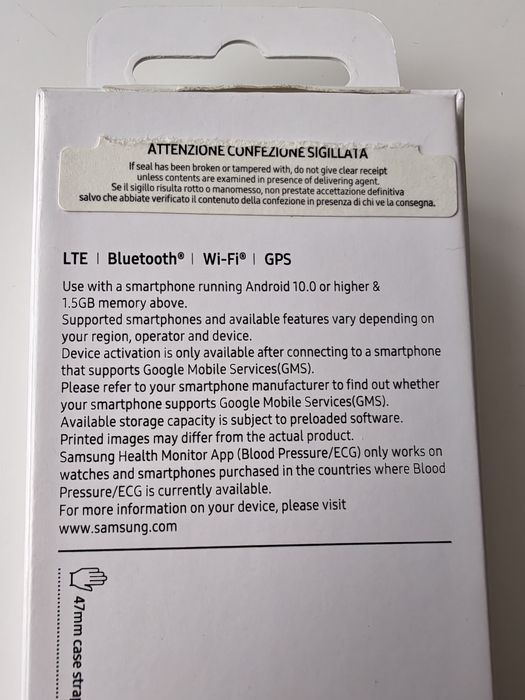 ATTENZIONE CONFEZIONE SIGILLATA
If seal has been broken or tampered with, do not give clear receipt
unless contents are examined in presence of delivering agent.
Se il sigillo risulta rotto o manomesso, non prestate accettazione definitiva
salvo che abbiate verificato il contenuto della confezione in presenza di chi ve la consegna.
LTE | Bluetooth® | Wi-Fi® | GPS
Use with a smartphone running Android 10.0 or higher &
1.5GB memory above.
Supported smartphones and available features vary depending on
your region, operator and device.
Device activation is only available after connecting to a smartphone
that supports Google Mobile Services(GMS).
Please refer to your smartphone manufacturer to find out whether
your smartphone supports Google Mobile Services(GMS).
Available storage capacity is subject to preloaded software.
Printed images may differ from the actual product.
Samsung Health Monitor App (Blood Pressure/ECG) only works on
watches and smartphones purchased in the countries where Blood
Pressure/ECG is currently available.
For more information on your device, please visit
www.samsung.com
47mm case strap